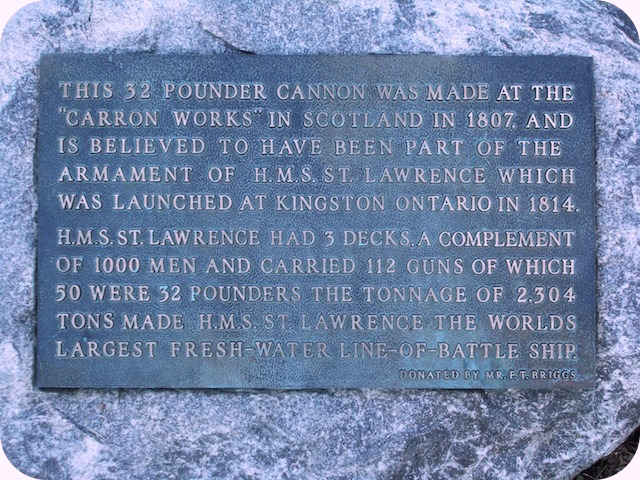 THIS 32 POUNDER CANNON WAS MADE AT THE
"CARRON WORKS" IN SCOTLAND IN 1807, AND
IS BELIEVED TO HAVE BEEN PART OF THE
ARMAMENT OF H.M.S. ST. LAWRENCE WHICH
WAS LAUNCHED AT KINGSTON ONTARIO IN 1814.
H.M.S. ST. LAWRENCE HAD 3 DECKS, A COMPLEMENT
OF 1000 MEN AND CARRIED 112 GUNS OF WHICH
50 WERE 32 POUNDERS THE TONNAGE OF 2,304
TONS MADE H.M.S. ST. LAWRENCE THE WORLDS
LARGEST FRESH-WATER LINE-OF-BATTLE SHIP.
DONATED BY MR. F. T. BRIGGS